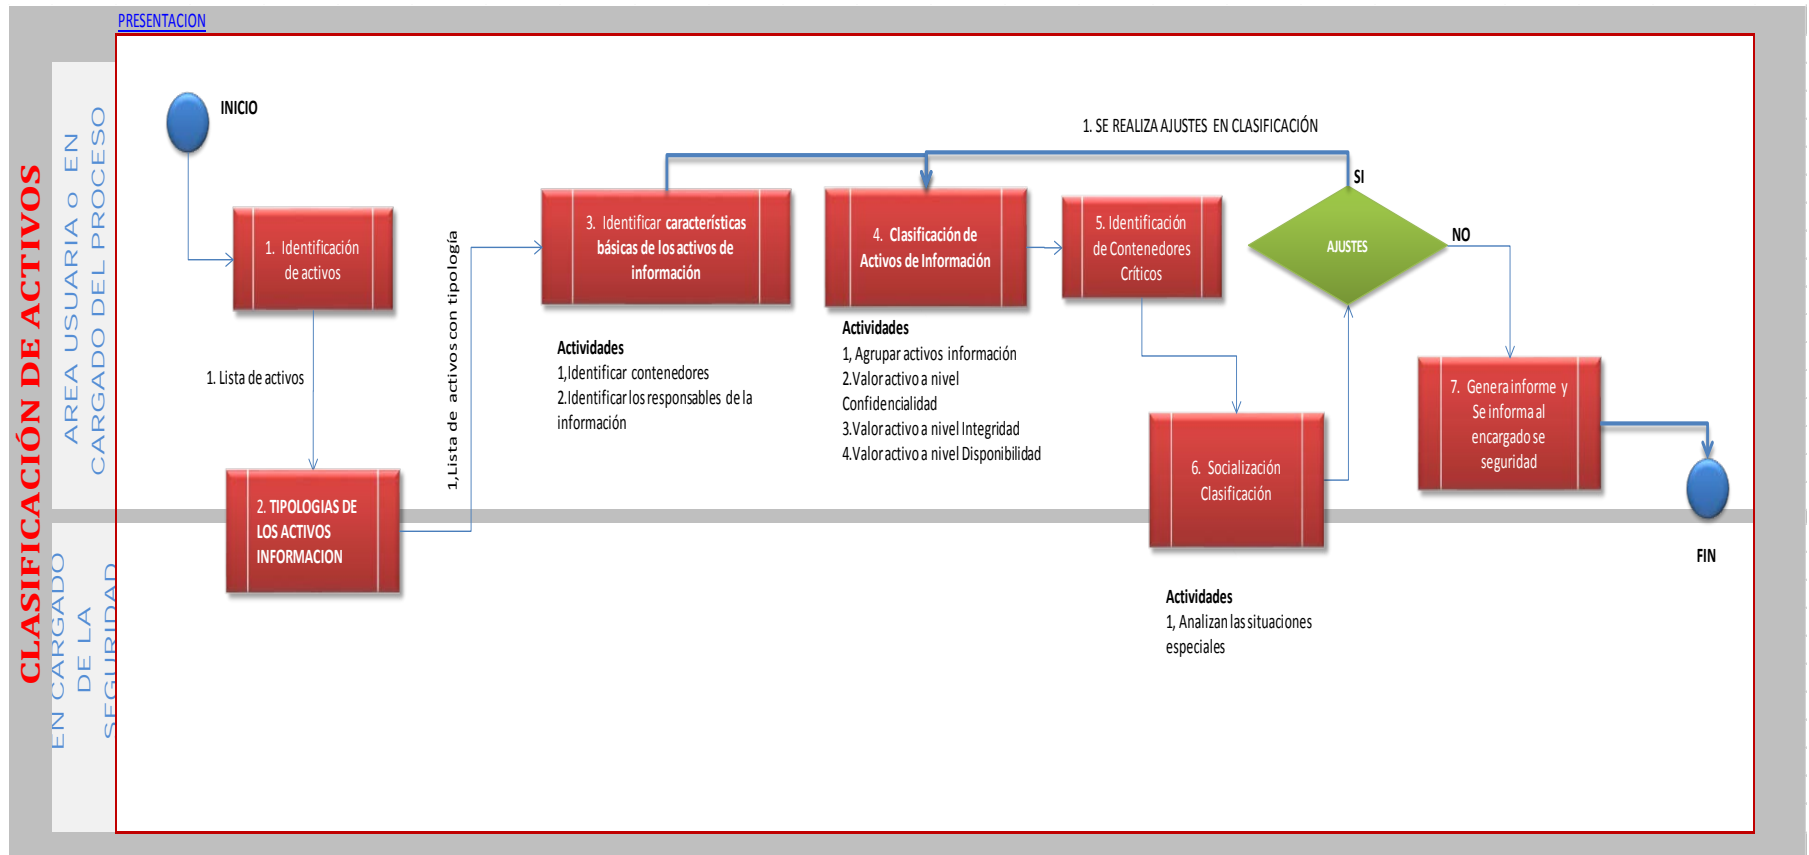 PRESENTACION
CLASIFICACIÓN DE ACTIVOS
AREA USUARIA o EN
CARGADO DEL PROCESO
EN CARGADO
DE LA
SEGURIDAD
INICIO
1. Identificación
de activos
1. Lista de activos
2. TIPOLOGIAS DE
LOS ACTIVOS
INFORMACION
1,Lista de activos con tipología
3. Identificar características
básicas de los activos de
información
Actividades
1,Identificar contenedores
2.Identificar los responsables de la
información
4. Clasificación de
Activos de Información
Actividades
1, Agrupar activos información
2.Valor activo a nivel
Confidencialidad
3.Valor activo a nivel Integridad
4.Valor activo a nivel Disponibilidad
5. Identificación
de Contenedores
Críticos
6. Socialización
Clasificación
Actividades
1, Analizan las situaciones
especiales
1. SE REALIZA AJUSTES EN CLASIFICACIÓN
SI
AJUSTES
NO
7. Genera informe y
Se informa al
encargado se
seguridad
FIN